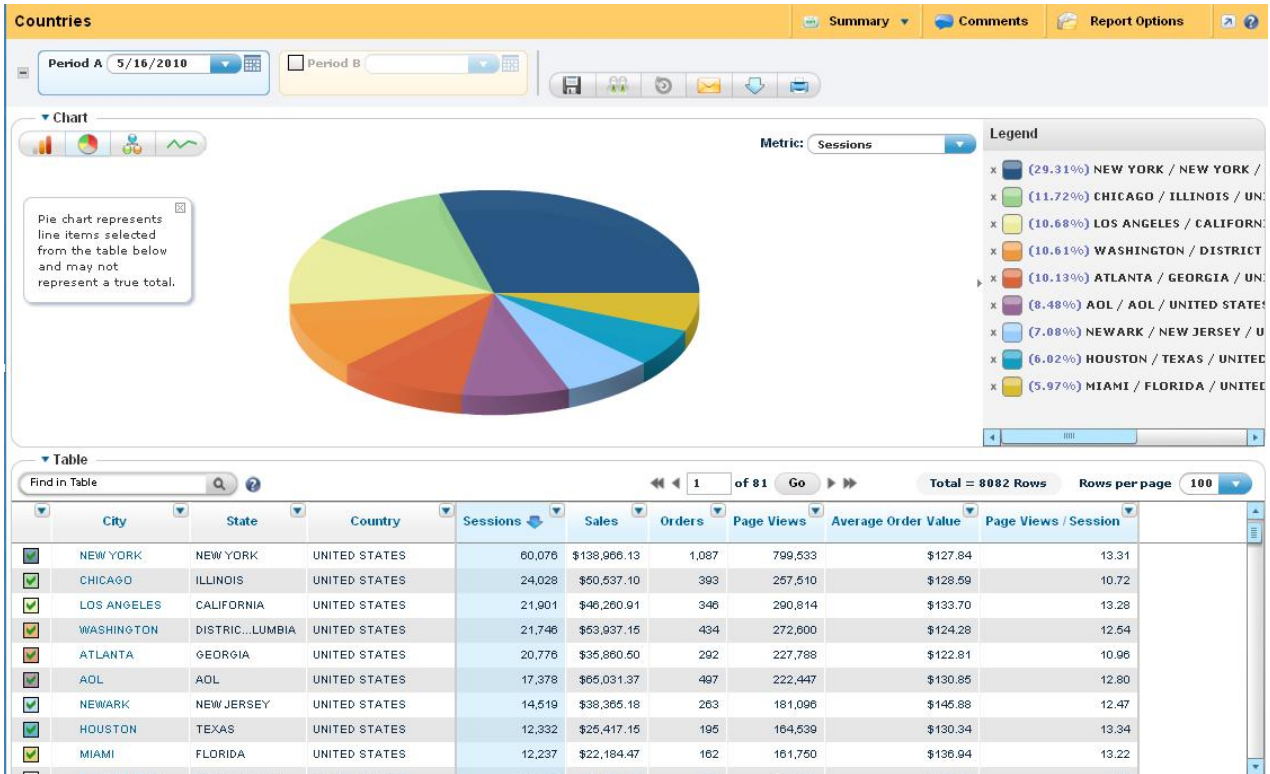 Countries
Summary
Comments
Report Options
Period A 5/16/2010
Period B
Chart
Metric: Sessions
Pie chart represents
line items selected
from the table below
and may not
represent a true total.
Legend
x (29.31%) NEW YORK / NEW YORK /
x (11.72%) CHICAGO / ILLINOIS / UN
x (10.68%) LOS ANGELES / CALIFORN
x (10.61%) WASHINGTON / DISTRICT
x (10.13%) ATLANTA / GEORGIA / UN
x (8.48%) AOL / AOL / UNITED STATES
x (7.08%) NEWARK / NEW JERSEY / U
x (6.02%) HOUSTON / TEXAS / UNITED
x (5.97%) MIAMI / FLORIDA / UNITED
Table
Find in Table
1 of 81 Go
Total = 8082 Rows
Rows per page 100
City State Country Sessions Sales Orders Page Views Average Order Value Page Views / Session
NEW YORK NEW YORK UNITED STATES 60,076 $138,966.13 1,087 799,533 $127.84 13.31
CHICAGO ILLINOIS UNITED STATES 24,028 $50,537.10 393 257,510 $128.59 10.72
LOS ANGELES CALIFORNIA UNITED STATES 21,901 $46,260.91 346 290,814 $133.70 13.28
WASHINGTON DISTRIC...LUMBIA UNITED STATES 21,746 $53,937.15 434 272,600 $124.28 12.54
ATLANTA GEORGIA UNITED STATES 20,776 $35,860.50 292 227,788 $122.81 10.96
AOL AOL UNITED STATES 17,378 $65,031.37 497 222,447 $130.85 12.80
NEWARK NEW JERSEY UNITED STATES 14,519 $38,365.18 263 181,096 $145.88 12.47
HOUSTON TEXAS UNITED STATES 12,332 $25,417.15 195 164,539 $130.34 13.34
MIAMI FLORIDA UNITED STATES 12,237 $22,184.47 162 161,750 $136.94 13.22